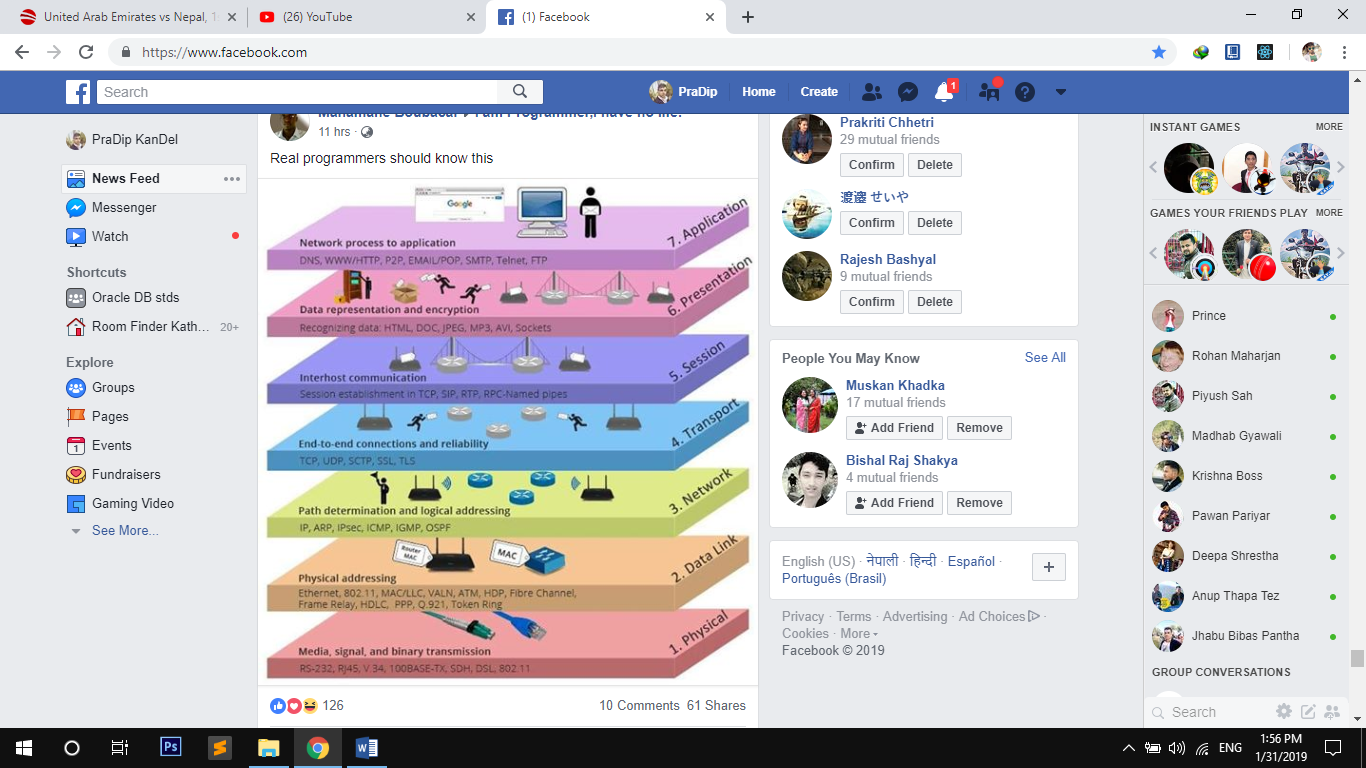 United Arab Emirates vs Nepal, 
(26) YouTube
(1) Facebook
https://www.facebook.com
Search
PraDip
Home
Create
1
PraDip KanDel
News Feed
Messenger
Watch
Shortcuts
Oracle DB stds
Room Finder Kath... 20+
Explore
Groups
Pages
Events
Fundraisers
Gaming Video
See More...
11 hrs ·
Real programmers should know this
Google
7. Application
Network process to application
DNS, WWW/HTTP, P2P, EMAIL/POP, SMTP, Telnet, FTP
6. Presentation
Data representation and encryption
Recognizing data: HTML, DOC, JPEG, MP3, AVI, Sockets
5. Session
Interhost communication
Session establishment in TCP, SIP, RTP, RPC-Named pipes
4. Transport
End-to-end connections and reliability
TCP, UDP, SCTP, SSL, TLS
3. Network
Path determination and logical addressing
IP, ARP, IPsec, ICMP, IGMP, OSPF
Router MAC
MAC
2. Data Link
Physical addressing
Ethernet, 802.11, MAC/LLC, VALN, ATM, HDP, Fibre Channel,
Frame Relay, HDLC, PPP, Q.921, Token Ring
1. Physical
Media, signal, and binary transmission
RS-232, RJ45, V.34, 100BASE-TX, SDH, DSL, 802.11
126
10 Comments 61 Shares
Prakriti Chhetri
29 mutual friends
Confirm Delete
渡邉 せいや
Confirm Delete
Rajesh Bashyal
9 mutual friends
Confirm Delete
People You May Know See All
Muskan Khadka
17 mutual friends
Add Friend Remove
Bishal Raj Shakya
4 mutual friends
Add Friend Remove
English (US) · नेपाली · हिन्दी · Español ·
Português (Brasil)
Privacy · Terms · Advertising · Ad Choices ·
Cookies · More
Facebook © 2019
INSTANT GAMES MORE
GAMES YOUR FRIENDS PLAY MORE
Prince
Rohan Maharjan
Piyush Sah
Madhab Gyawali
Krishna Boss
Pawan Pariyar
Deepa Shrestha
Anup Thapa Tez
Jhabu Bibas Pantha
GROUP CONVERSATIONS
Search
ENG
1:56 PM
1/31/2019